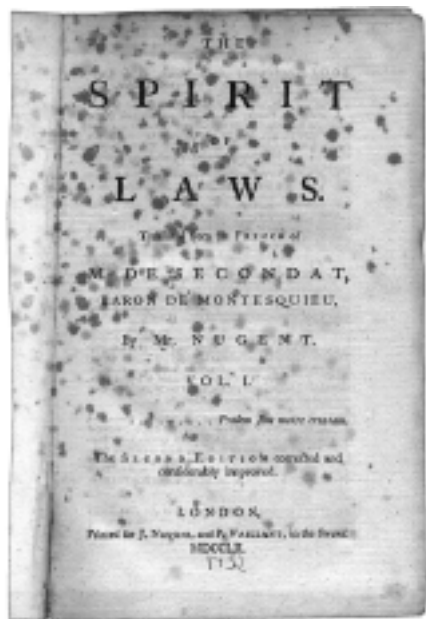 THE
SPIRIT
OF
LAWS.
Translated from the FRENCH of
M. DE SECONDAT,
BARON DE MONTESQUIEU,
By Mr. NUGENT.
VOL. I.
Prolem sine matre creatam.
The SECOND EDITION corrected and
considerably improved.
LONDON,
Printed for J. NOURSE, and P. VAILLANT, in the Strand.
MDCCLII.